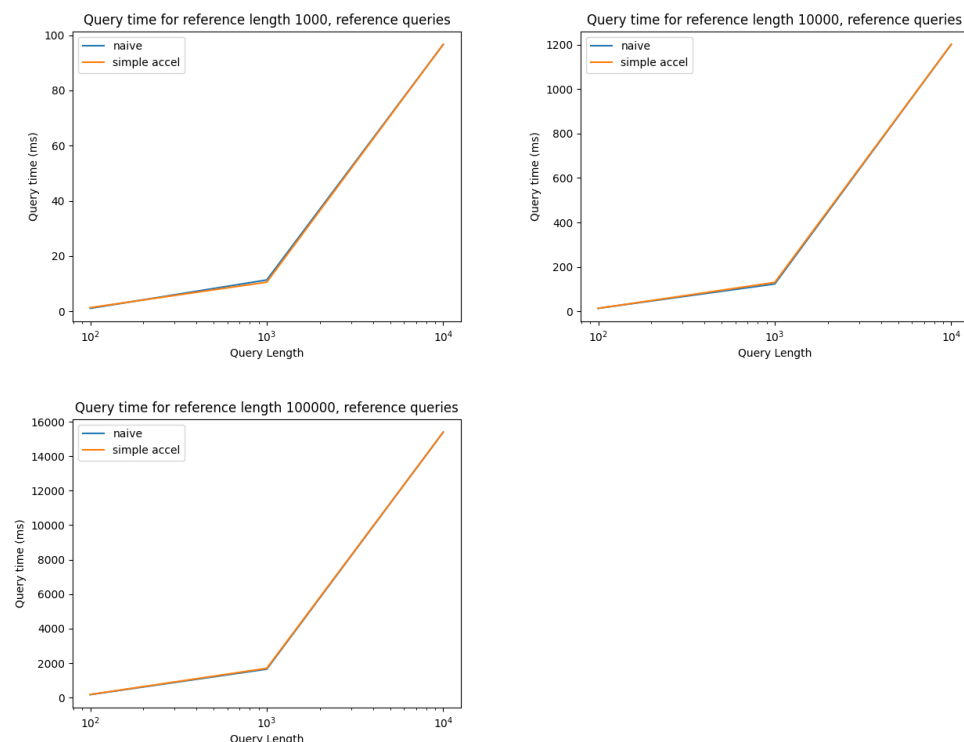 Query time for reference length 1000, reference queries
100
80
60
40
20
0
Query time (ms)
naive
simple accel
10²
10³
10⁴
Query Length
Query time for reference length 10000, reference queries
1200
1000
800
600
400
200
0
Query time (ms)
naive
simple accel
10²
10³
10⁴
Query Length
Query time for reference length 100000, reference queries
16000
14000
12000
10000
8000
6000
4000
2000
0
Query time (ms)
naive
simple accel
10²
10³
10⁴
Query Length